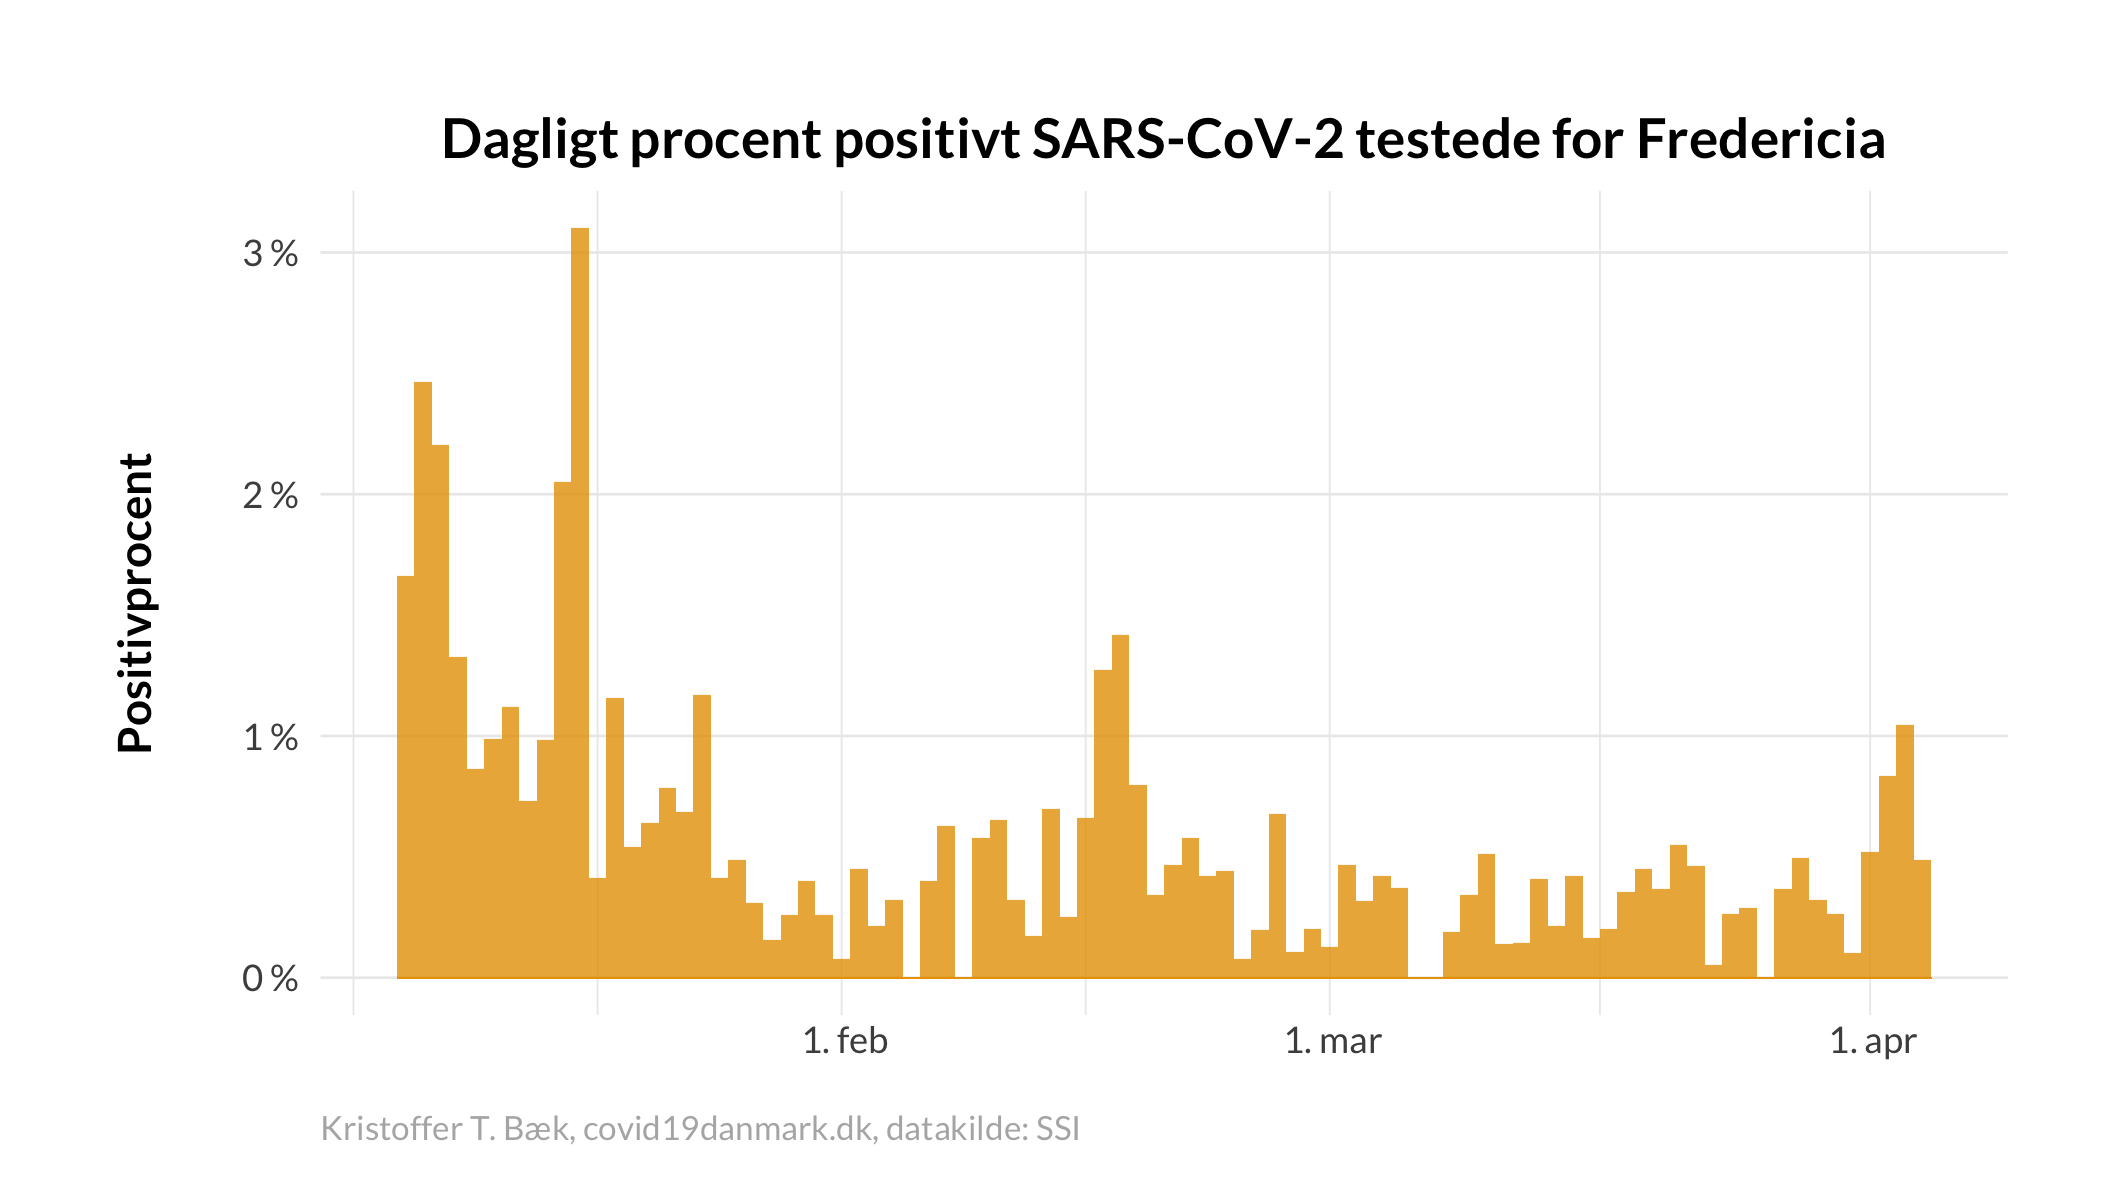 Dagligt procent positivt SARS-CoV-2 testede for Fredericia
Positivprocent
3 %
2 %
1 %
0 %
1. feb
1. mar
1. apr
Kristoffer T. Bæk, covid19danmark.dk, datakilde: SSI